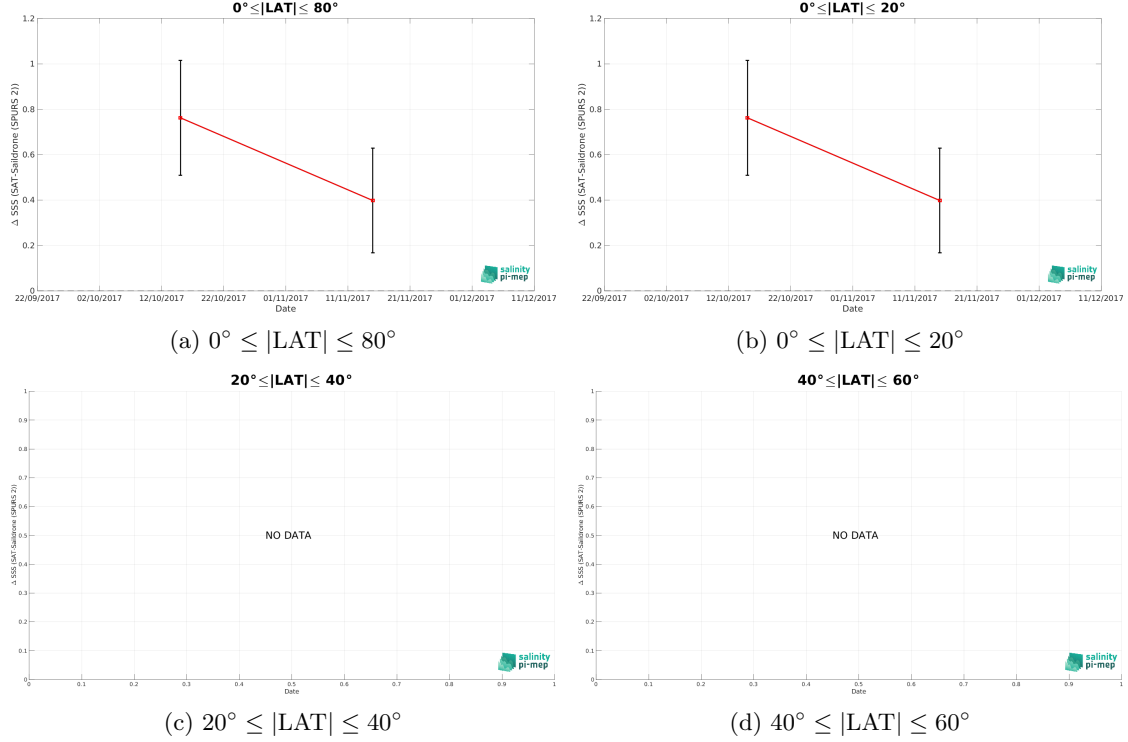 0°≤|LAT|≤ 80°
1.2
1
0.8
0.6
0.4
0.2
0
Δ SSS (SAT-Saildrone (SPURS 2))
22/09/2017 02/10/2017 12/10/2017 22/10/2017 01/11/2017 11/11/2017 21/11/2017 01/12/2017 11/12/2017
Date
salinity
pi-mep
(a) 0° ≤ |LAT| ≤ 80°
0°≤|LAT|≤ 20°
1.2
1
0.8
0.6
0.4
0.2
0
Δ SSS (SAT-Saildrone (SPURS 2))
22/09/2017 02/10/2017 12/10/2017 22/10/2017 01/11/2017 11/11/2017 21/11/2017 01/12/2017 11/12/2017
Date
salinity
pi-mep
(b) 0° ≤ |LAT| ≤ 20°
20°≤|LAT|≤ 40°
1
0.9
0.8
0.7
0.6
0.5
0.4
0.3
0.2
0.1
0
Δ SSS (SAT-Saildrone (SPURS 2))
NO DATA
0 0.1 0.2 0.3 0.4 0.5 0.6 0.7 0.8 0.9 1
Date
salinity
pi-mep
(c) 20° ≤ |LAT| ≤ 40°
40°≤|LAT|≤ 60°
1
0.9
0.8
0.7
0.6
0.5
0.4
0.3
0.2
0.1
0
Δ SSS (SAT-Saildrone (SPURS 2))
NO DATA
0 0.1 0.2 0.3 0.4 0.5 0.6 0.7 0.8 0.9 1
Date
salinity
pi-mep
(d) 40° ≤ |LAT| ≤ 60°